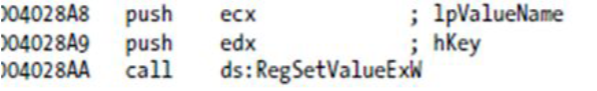 004028A8 push ecx ; lpValueName
004028A9 push edx ; hKey
004028AA call ds:RegSetValueExW